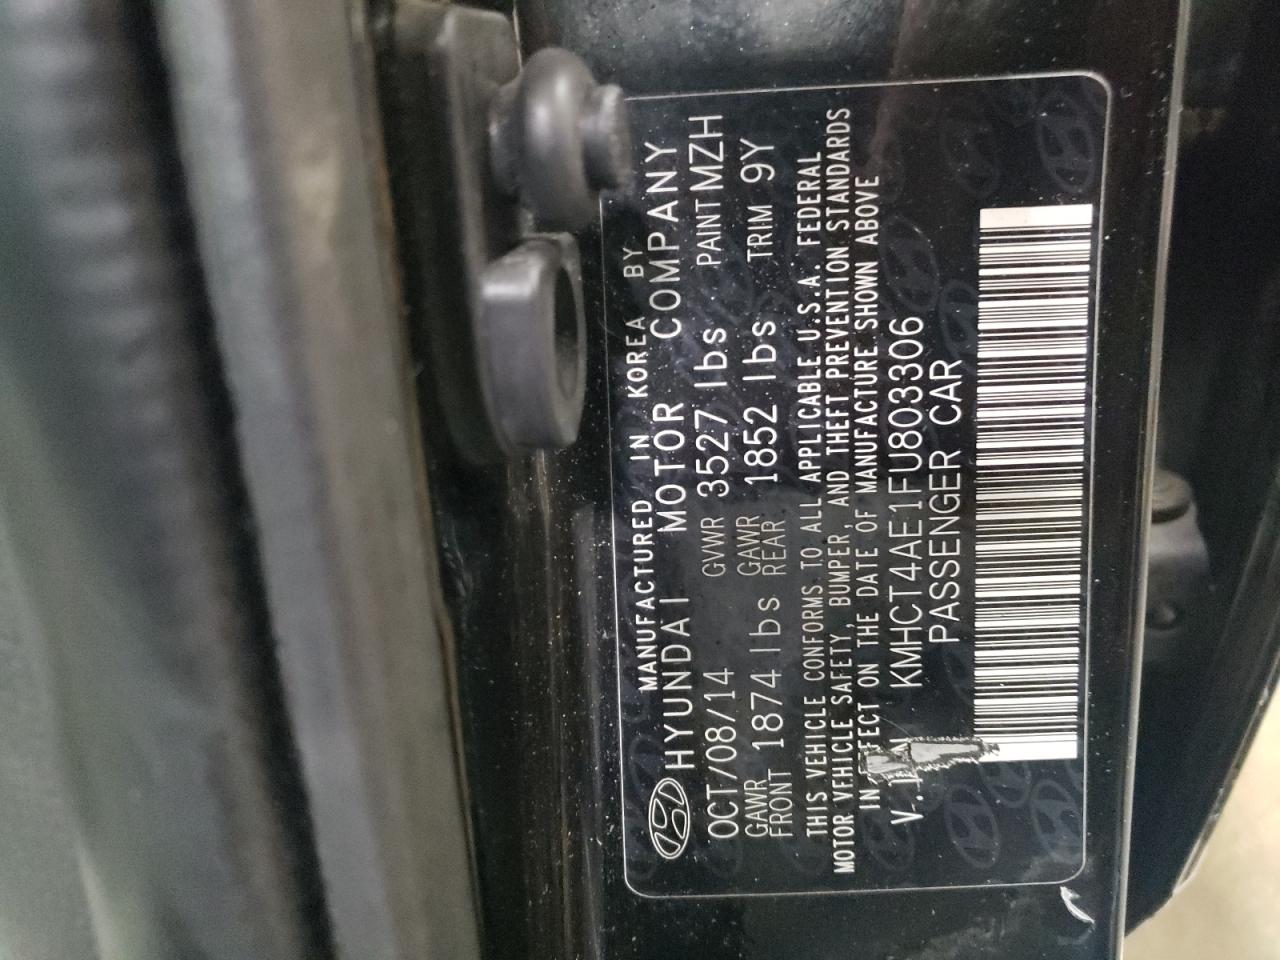 MANUFACTURED IN KOREA BY
HYUNDAI MOTOR COMPANY
OCT/08/14 GVWR 3527 lbs PAINT MZH
GAWR FRONT 1874 lbs GAWR REAR 1852 lbs TRIM 9Y
THIS VEHICLE CONFORMS TO ALL APPLICABLE U.S.A. FEDERAL
MOTOR VEHICLE SAFETY, BUMPER, AND THEFT PREVENTION STANDARDS
IN EFFECT ON THE DATE OF MANUFACTURE SHOWN ABOVE
KMHCT4AE1FU803306
PASSENGER CAR